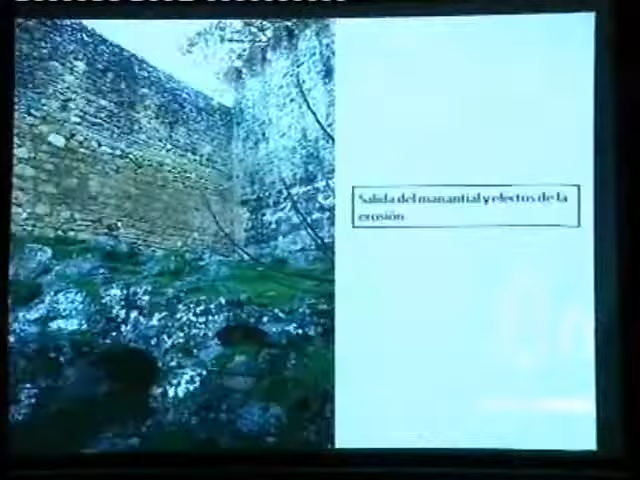 Salida del manantial y efectos de la
erosión